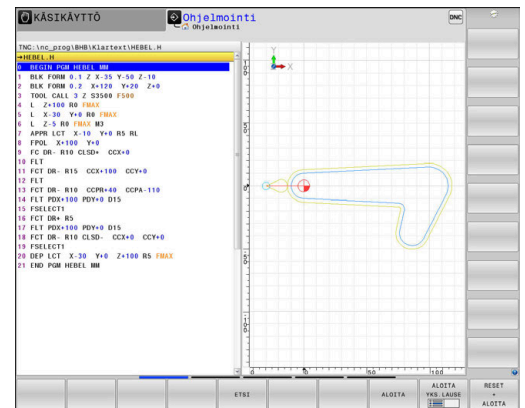 KÄSIKÄYTTÖ
Ohjelmointi
Ohjelmointi
DNC
TNC:\nc_prog\BHB\Klartext\HEBEL.H
→HEBEL.H
0 BEGIN PGM HEBEL MM
1 BLK FORM 0.1 Z X-35 Y-50 Z-10
2 BLK FORM 0.2 X+120 Y+20 Z+0
3 TOOL CALL 3 Z S3500 F500
4 L Z+100 R0 FMAX
5 L X-30 Y+0 R0 FMAX
6 L Z-5 R0 FMAX M3
7 APPR LCT X-10 Y+0 R5 RL
8 FPOL X+100 Y+0
9 FC DR- R10 CLSD+ CCX+0
10 FLT
11 FCT DR- R15 CCX+100 CCY+0
12 FLT
13 FCT DR- R10 CCPR+40 CCPA-110
14 FLT PDX+100 PDY+0 D15
15 FSELECT1
16 FCT DR+ R5
17 FLT PDX+100 PDY+0 D15
18 FCT DR- R10 CLSD- CCX+0 CCY+0
19 FSELECT1
20 DEP LCT X-30 Y+0 Z+100 R5 FMAX
21 END PGM HEBEL MM
Y
X
0
50
100
ETSI
ALOITA
ALOITA
YKS.LAUSE
RESET
+
ALOITA